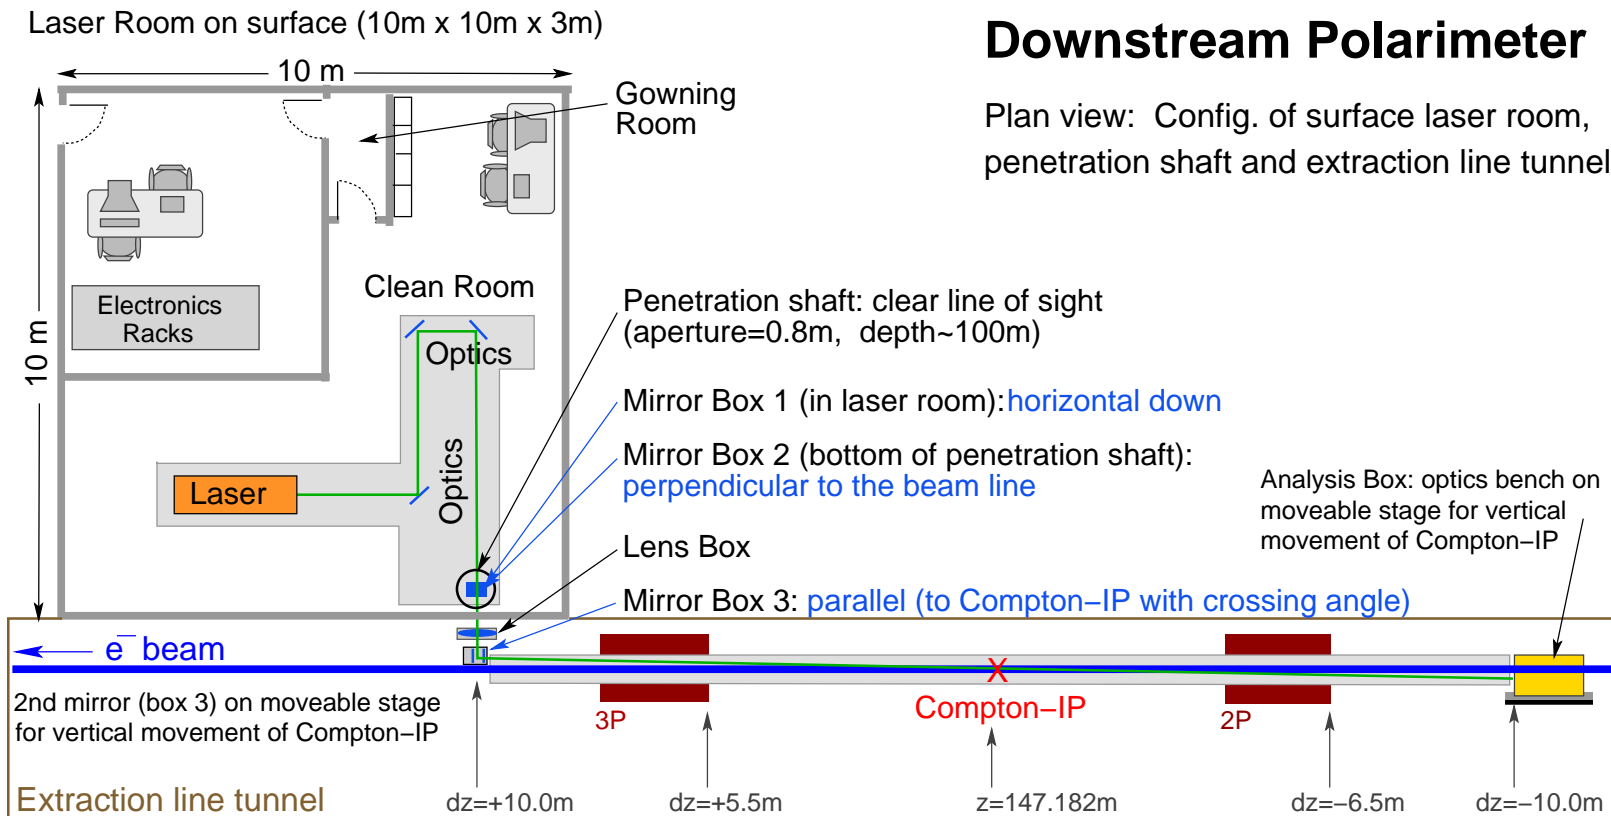 Laser Room on surface (10m x 10m x 3m)
Downstream Polarimeter
Plan view:  Config. of surface laser room,
penetration shaft and extraction line tunnel
10 m
10 m
Gowning
Room
Electronics
Racks
Clean Room
Optics
Optics
Laser
Penetration shaft: clear line of sight
(aperture=0.8m,  depth~100m)
Mirror Box 1 (in laser room): horizontal down
Mirror Box 2 (bottom of penetration shaft):
perpendicular to the beam line
Lens Box
Mirror Box 3: parallel (to Compton−IP with crossing angle)
Analysis Box: optics bench on
moveable stage for vertical
movement of Compton−IP
e− beam
2nd mirror (box 3) on moveable stage
for vertical movement of Compton−IP
3P
X
Compton−IP
2P
Extraction line tunnel
dz=+10.0m
dz=+5.5m
z=147.182m
dz=−6.5m
dz=−10.0m